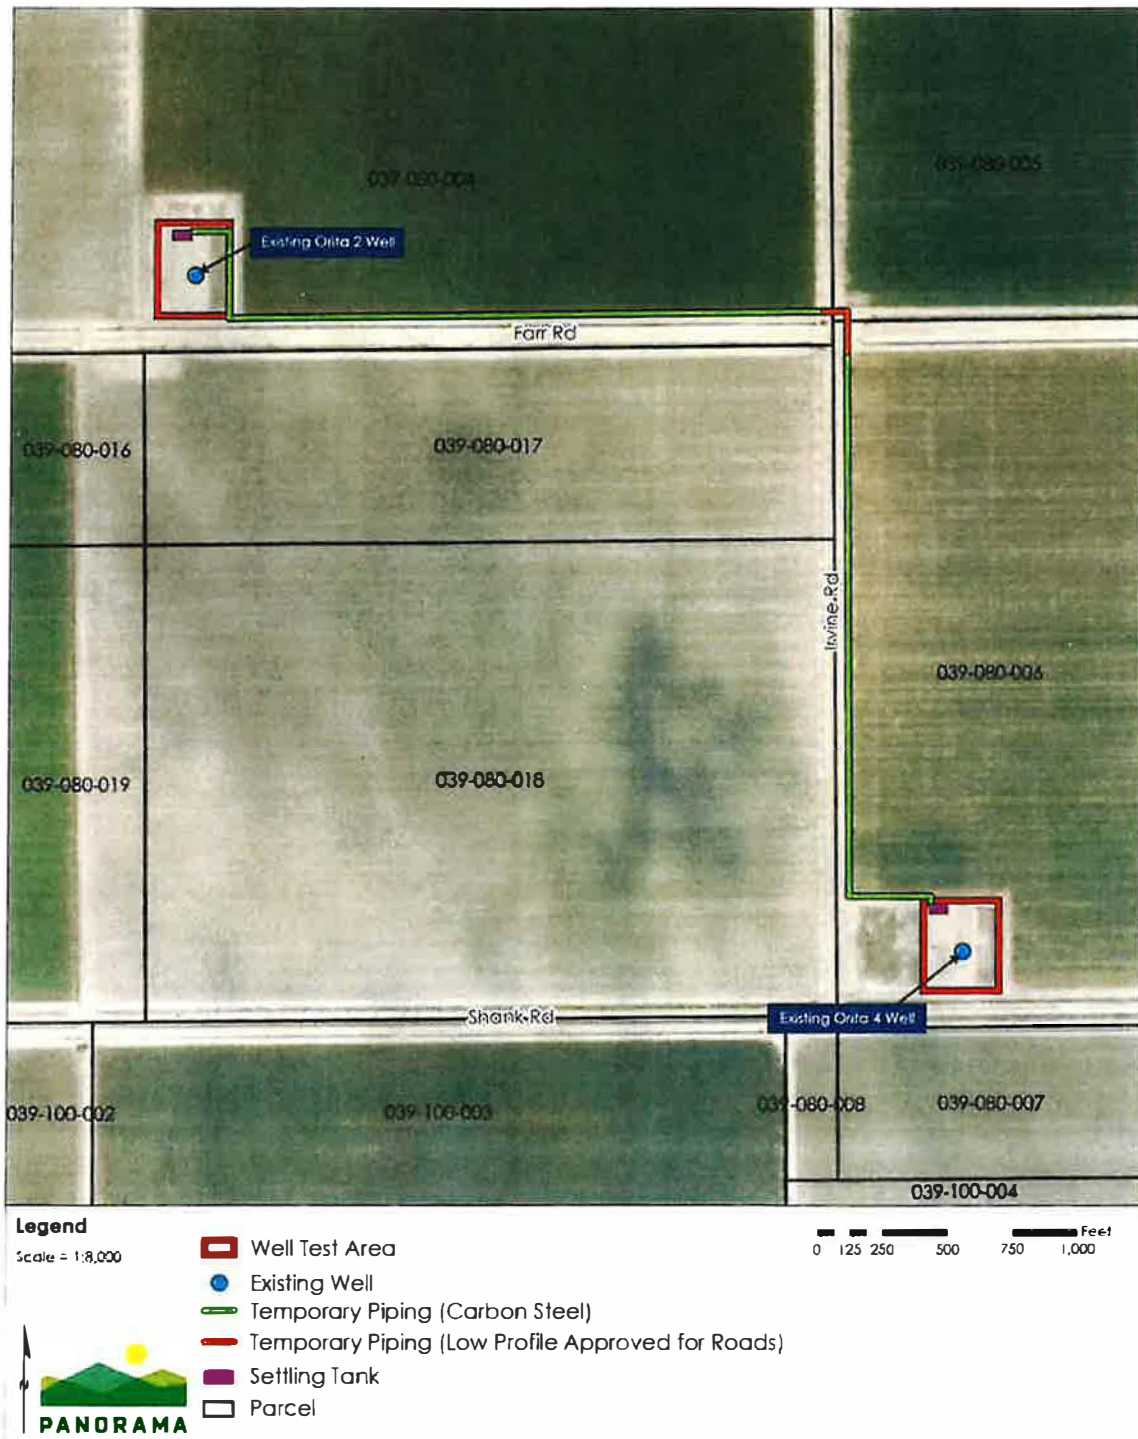 037-080-004
039-080-005
Existing Orita 2 Well
Farr Rd
039-080-016
039-080-017
Irvine Rd
039-080-006
039-080-019
039-080-018
Shank Rd
Existing Orita 4 Well
039-100-002
039-100-003
039-080-008
039-080-007
039-100-004
Legend
Scale = 1:8,000
Well Test Area
Existing Well
Temporary Piping (Carbon Steel)
Temporary Piping (Low Profile Approved for Roads)
Settling Tank
Parcel
Feet
0 125 250 500 750 1,000
N
PANORAMA